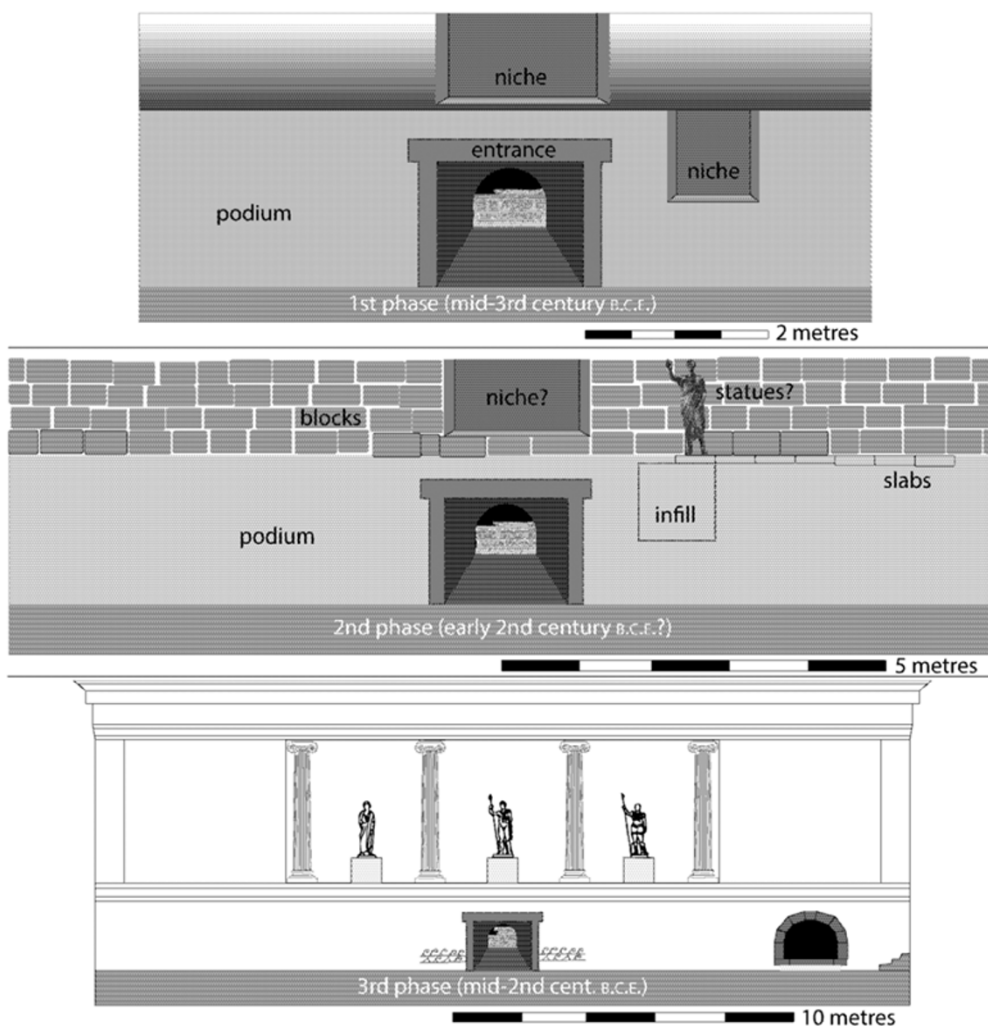 niche
entrance
niche
podium
1st phase (mid-3rd century B.C.E.)
2 metres
niche?
statues?
blocks
slabs
infill
podium
2nd phase (early 2nd century B.C.E.?)
5 metres
3rd phase (mid-2nd cent. B.C.E.)
10 metres